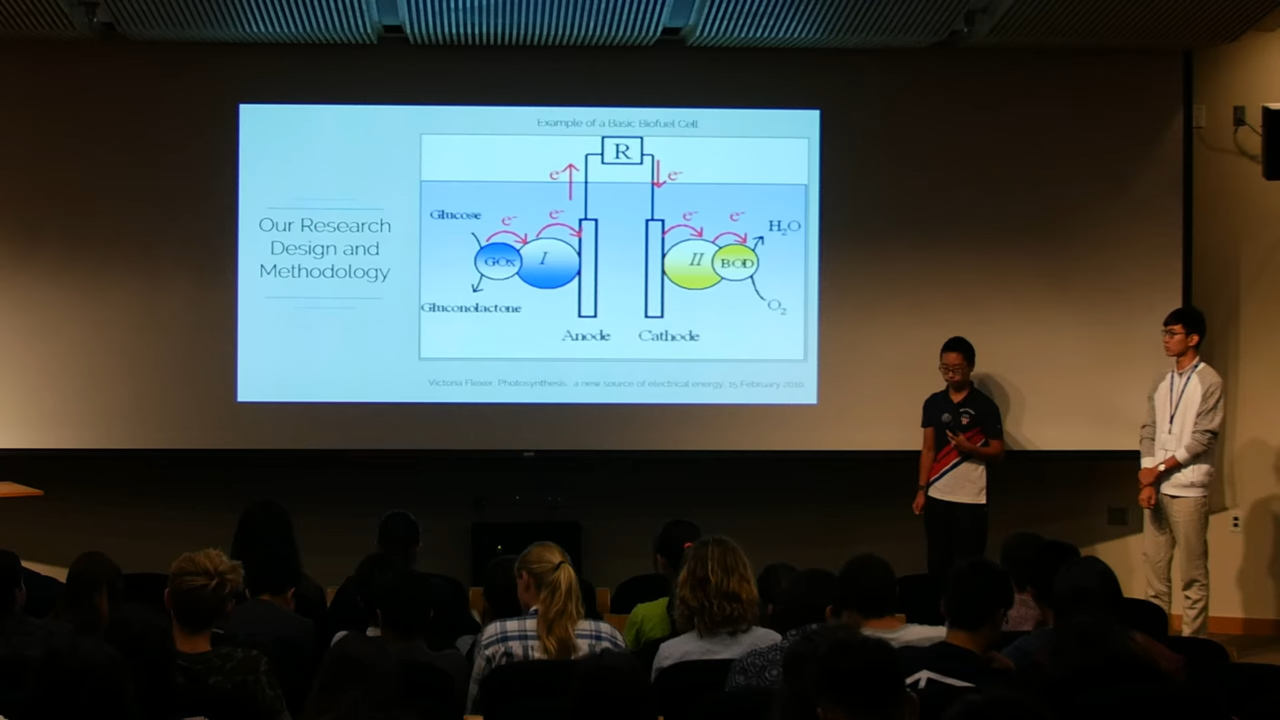 Example of a Basic Biofuel Cell
R
e- e-
Our Research
Design and
Methodology
Glucose e- e- e- e- H₂O
GOx I II BOD
Gluconolactone O₂
Anode Cathode
Victoria Flexer. Photosynthesis: a new source of electrical energy. 15 February 2010